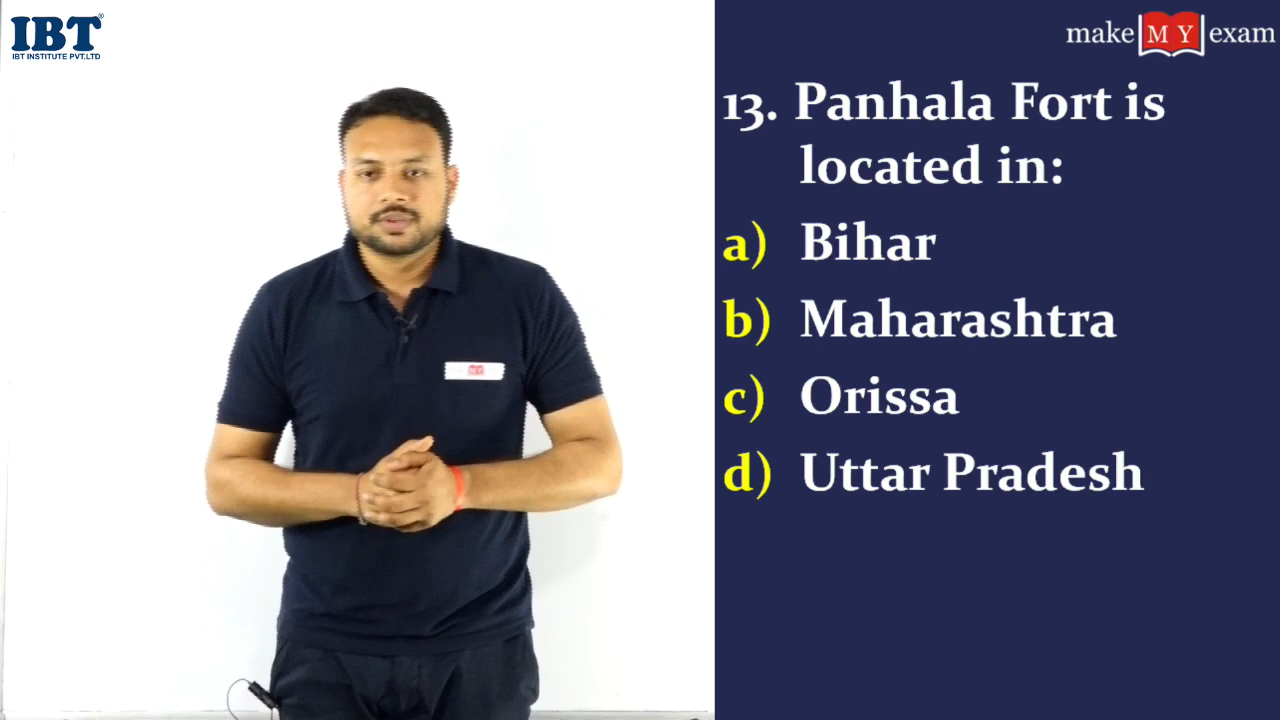 IBT
IBT INSTITUTE PVT.LTD
make MY exam
13. Panhala Fort is
located in:
a) Bihar
b) Maharashtra
c) Orissa
d) Uttar Pradesh
MY